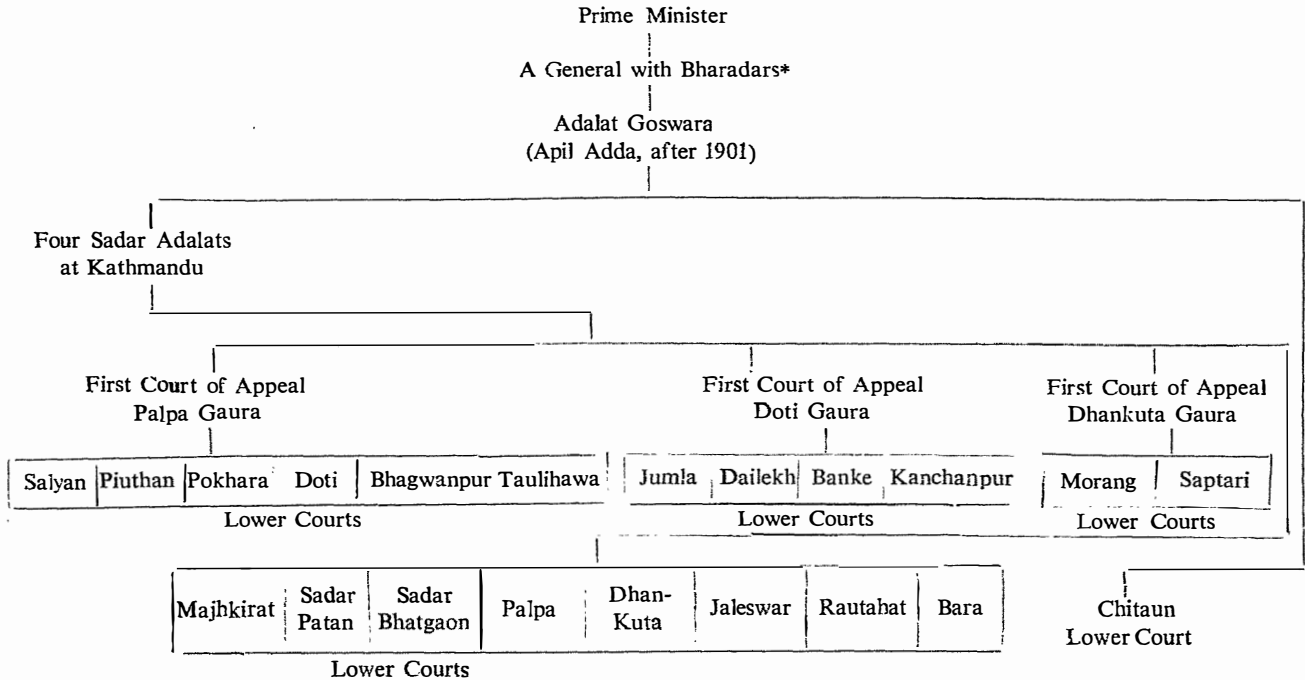 Prime Minister
A General with Bharadars*
Adalat Goswara
(Apil Adda, after 1901)
Four Sadar Adalats
at Kathmandu
First Court of Appeal
Palpa Gaura
First Court of Appeal
Doti Gaura
First Court of Appeal
Dhankuta Gaura
Salyan Piuthan Pokhara Doti Bhagwanpur Taulihawa
Lower Courts
Jumla Dailekh Banke Kanchanpur
Lower Courts
Morang Saptari
Lower Courts
Majhkirat
Sadar
Patan
Sadar
Bhatgaon
Palpa
Dhan-
Kuta
Jaleswar
Rautahat
Bara
Lower Courts
Chitaun
Lower Court